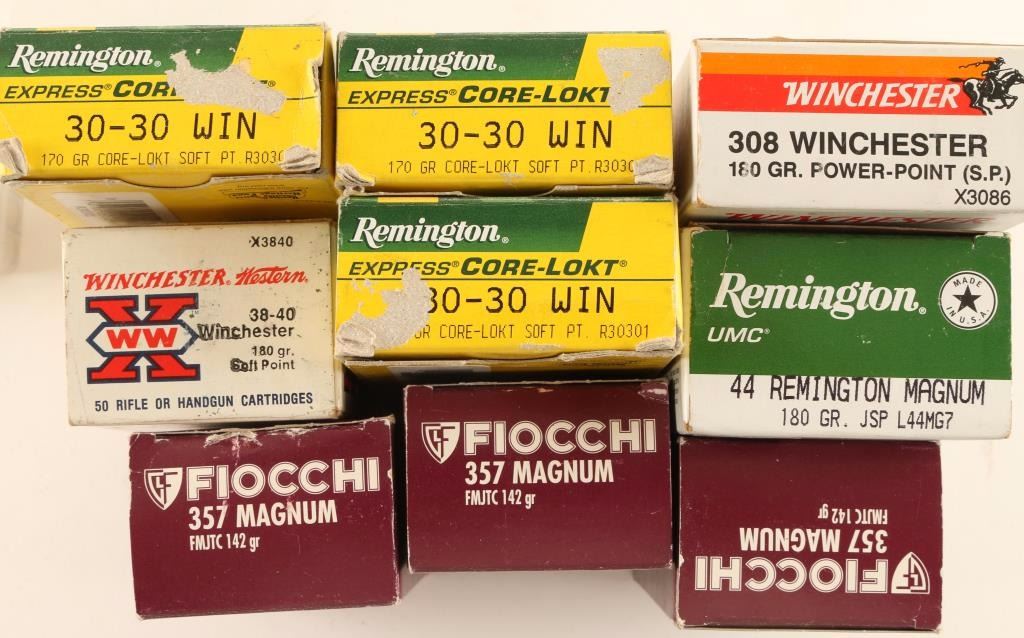 Remington®
EXPRESS®
30-30 WIN
170 GR CORE-LOKT SOFT PT.
Remington®
EXPRESS® CORE-LOKT
30-30 WIN
170 GR CORE-LOKT SOFT PT.
WINCHESTER
308 WINCHESTER
180 GR. POWER-POINT (S.P.)
X3086
X3840
WINCHESTER Western.
WW
38-40
Winchester
180 gr.
Soft Point
50 RIFLE OR HANDGUN CARTRIDGES
Remington®
EXPRESS® CORE-LOKT®
30-30 WIN
CORE-LOKT SOFT PT. R30301
WINCHESTER
Remington®
MADE
IN U.S.A.
UMC®
44 REMINGTON MAGNUM
180 GR. JSP L44MG7
GF FIOCCHI
357 MAGNUM
FMJTC 142 gr
GF FIOCCHI
357 MAGNUM
FMJTC 142 gr
GF FIOCCHI
357 MAGNUM
FMJTC 142 gr